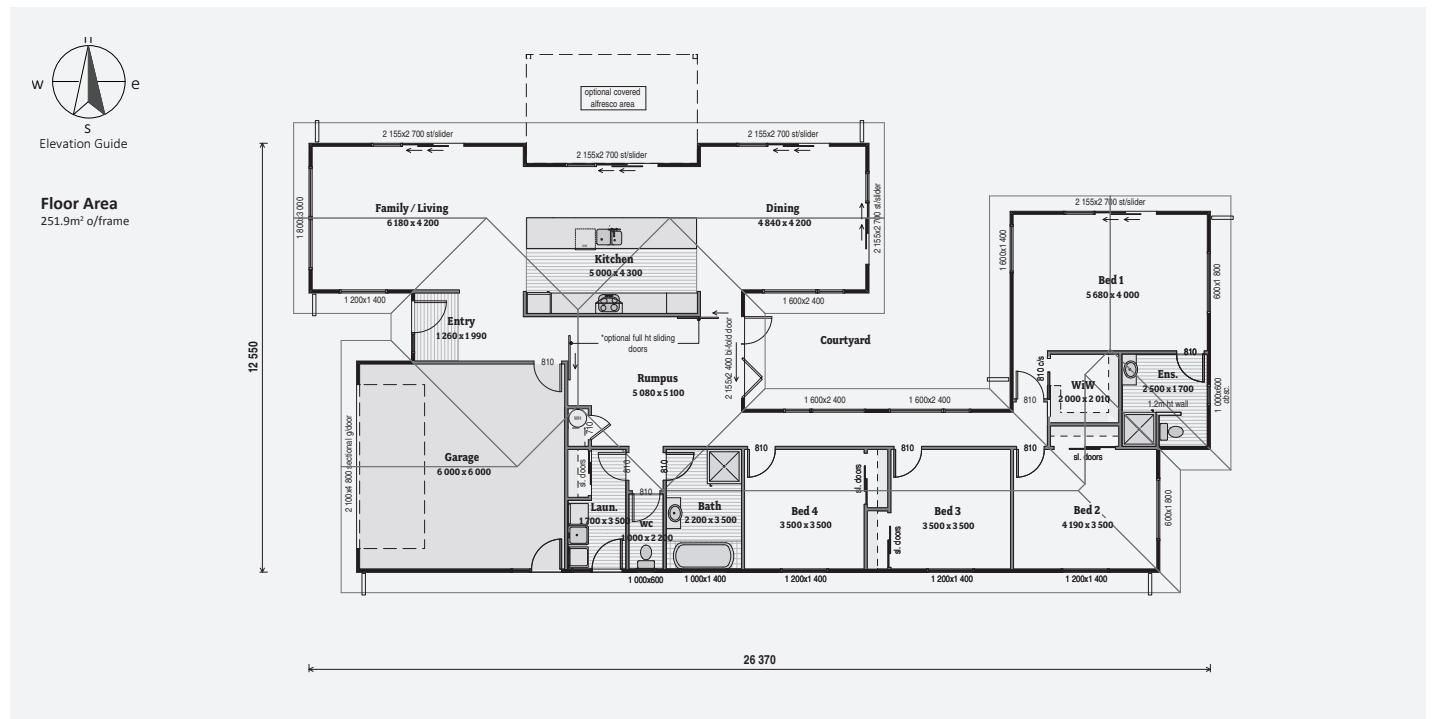 n
w
e
s
Elevation Guide
Floor Area
251.9m² o/frame
optional covered
alfresco area
2 155x2 700 st/slider
2 155x2 700 st/slider
2 155x2 700 st/slider
1 800x3 000
Family / Living
6 180 x 4 200
Dining
4 840 x 4 200
2 155x2 700 st/slider
Kitchen
5 000 x 4 300
1 200x1 400
1 600x2 400
2 155x2 700 st/slider
1 600x1 400
Bed 1
5 680 x 4 000
600x1 800
Entry
1 260 x 1 990
*optional full ht sliding
doors
2 155x2 400 bi-fold door
Courtyard
12 550
810
Rumpus
5 080 x 5 100
810 c/s
810
WiW
2 000 x 2 010
Ens.
2 500 x 1 700
1.2m ht wall
1 000x600
obsc.
810
1 600x2 400
1 600x2 400
WH
710
2 100x4 800 sectional g/door
Garage
6 000 x 6 000
sl. doors
810
810
810
810
810
810
sl. doors
sl. doors
Laun.
1 700 x 3 500
wc
1 000 x 2 200
Bath
2 200 x 3 500
Bed 4
3 500 x 3 500
sl. doors
Bed 3
3 500 x 3 500
Bed 2
4 190 x 3 500
600x1 800
1 000x600
1 000x1 400
1 200x1 400
1 200x1 400
1 200x1 400
26 370